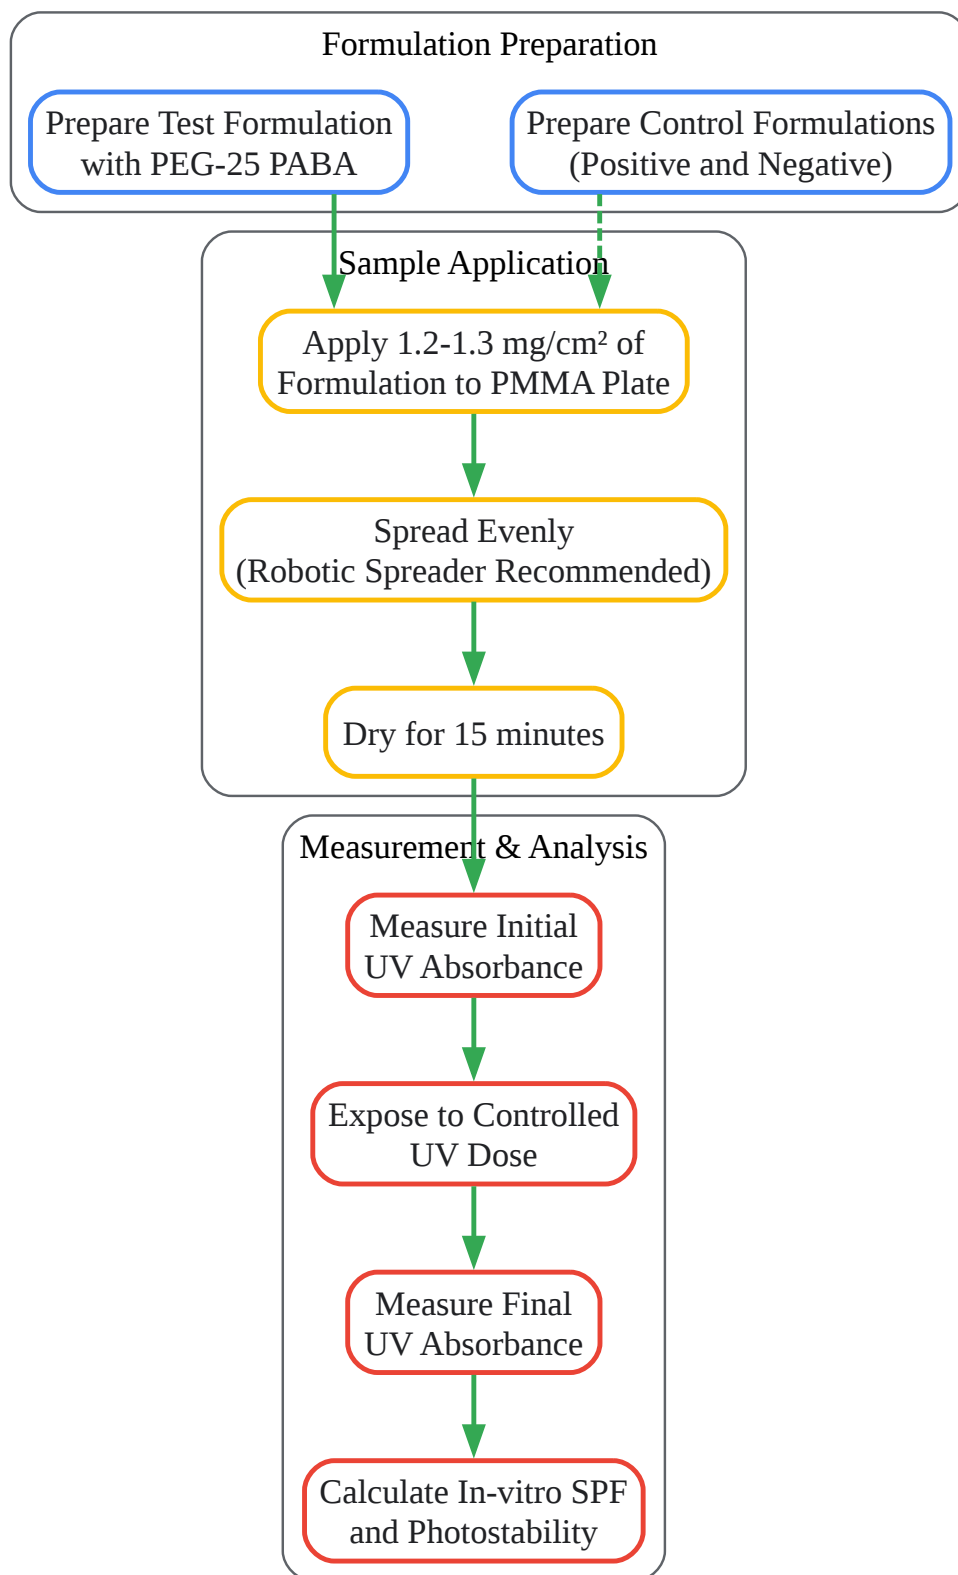 Formulation Preparation
Prepare Test Formulation
with PEG-25 PABA
Prepare Control Formulations
(Positive and Negative)
Sample Application
Apply 1.2-1.3 mg/cm² of
Formulation to PMMA Plate
Spread Evenly
(Robotic Spreader Recommended)
Dry for 15 minutes
Measurement & Analysis
Measure Initial
UV Absorbance
Expose to Controlled
UV Dose
Measure Final
UV Absorbance
Calculate In-vitro SPF
and Photostability